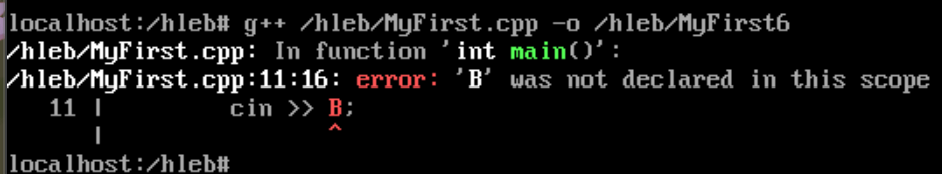 localhost:/hleb# g++ /hleb/MyFirst.cpp -o /hleb/MyFirst6
/hleb/MyFirst.cpp: In function 'int main()':
/hleb/MyFirst.cpp:11:16: error: 'B' was not declared in this scope
   11 |         cin >> B;
      |                ^
localhost:/hleb#